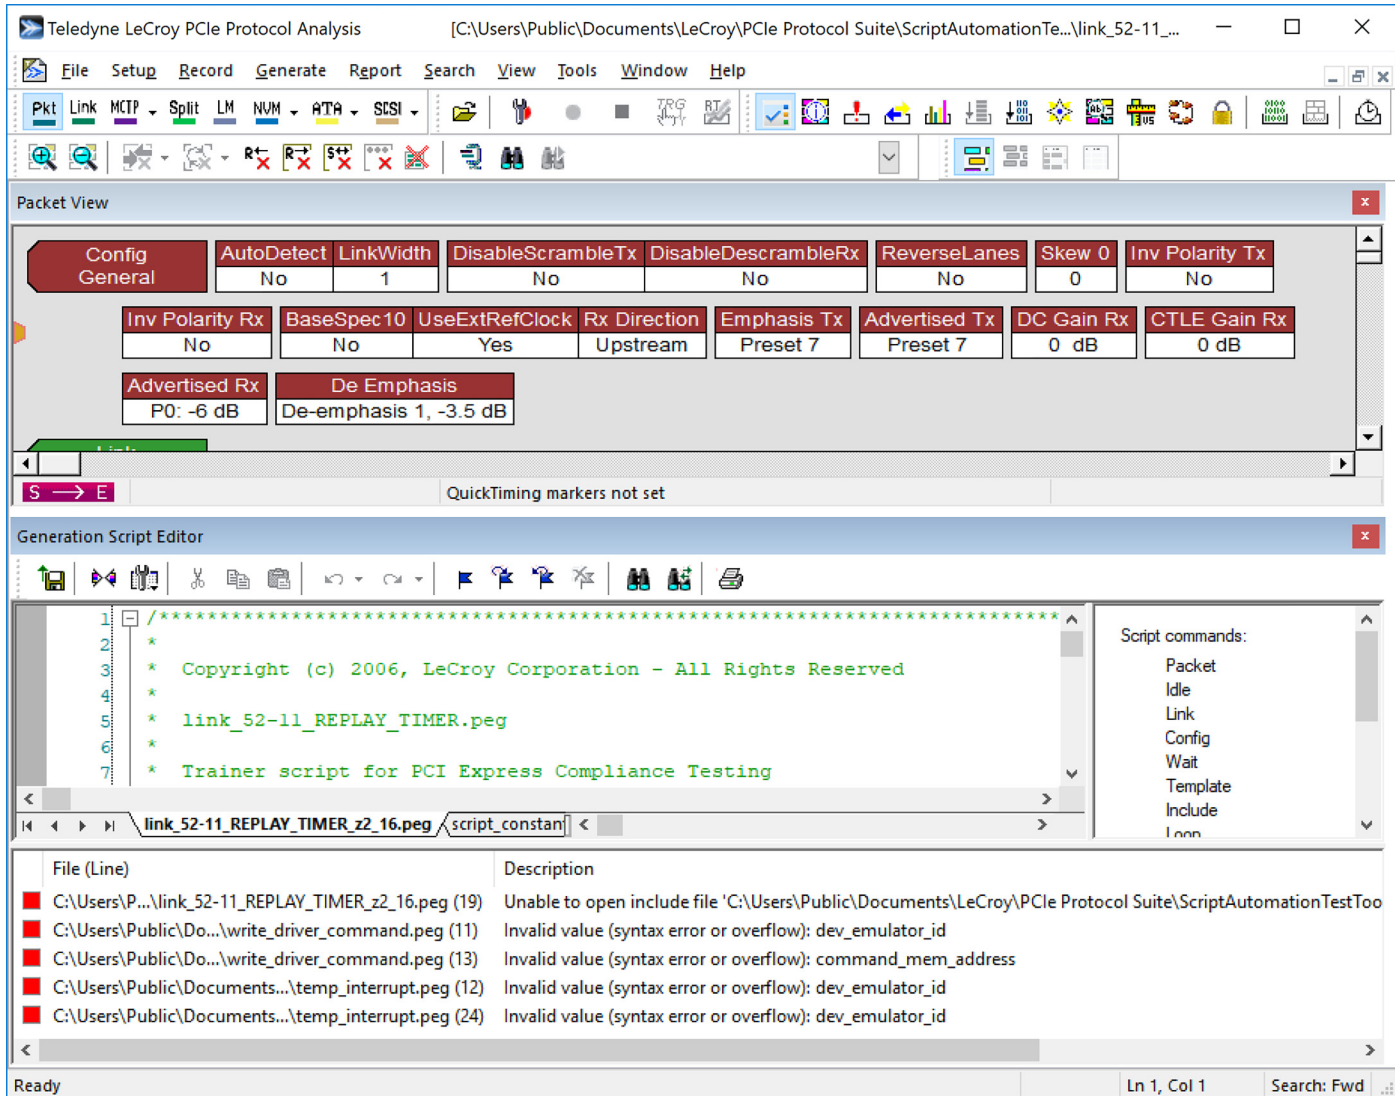 Teledyne LeCroy PCIe Protocol Analysis [C:\Users\Public\Documents\LeCroy\PCIe Protocol Suite\ScriptAutomationTe...\link_52-11_...
File Setup Record Generate Report Search View Tools Window Help
Pkt Link MCTP Split LM NVM ATA SCSI TRG RT
Packet View
Config General
AutoDetect LinkWidth DisableScrambleTx DisableDescrambleRx ReverseLanes Skew 0 Inv Polarity Tx
No 1 No No No 0 No
Inv Polarity Rx BaseSpec10 UseExtRefClock Rx Direction Emphasis Tx Advertised Tx DC Gain Rx CTLE Gain Rx
No No Yes Upstream Preset 7 Preset 7 0 dB 0 dB
Advertised Rx De Emphasis
P0: -6 dB De-emphasis 1, -3.5 dB
Link
S → E QuickTiming markers not set
Generation Script Editor
1 /****************************************************************************
2 *
3 * Copyright (c) 2006, LeCroy Corporation - All Rights Reserved
4 *
5 * link_52-11_REPLAY_TIMER.peg
6 *
7 * Trainer script for PCI Express Compliance Testing
Script commands:
Packet
Idle
Link
Config
Wait
Template
Include
Loop
link_52-11_REPLAY_TIMER_z2_16.peg script_constan
File (Line) Description
C:\Users\P...\link_52-11_REPLAY_TIMER_z2_16.peg (19) Unable to open include file 'C:\Users\Public\Documents\LeCroy\PCIe Protocol Suite\ScriptAutomationTestToo
C:\Users\Public\Do...\write_driver_command.peg (11) Invalid value (syntax error or overflow): dev_emulator_id
C:\Users\Public\Do...\write_driver_command.peg (13) Invalid value (syntax error or overflow): command_mem_address
C:\Users\Public\Documents...\temp_interrupt.peg (12) Invalid value (syntax error or overflow): dev_emulator_id
C:\Users\Public\Documents...\temp_interrupt.peg (24) Invalid value (syntax error or overflow): dev_emulator_id
Ready Ln 1, Col 1 Search: Fwd